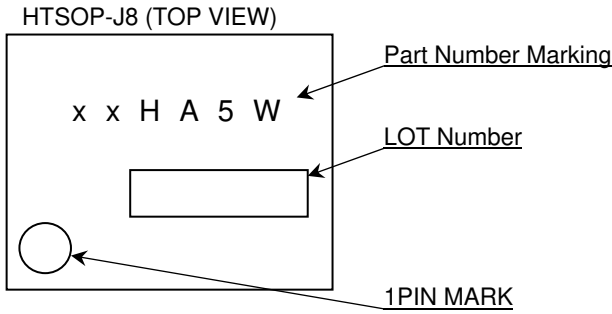 HTSOP-J8 (TOP VIEW)
Part Number Marking
x x H A 5 W
LOT Number
1PIN MARK